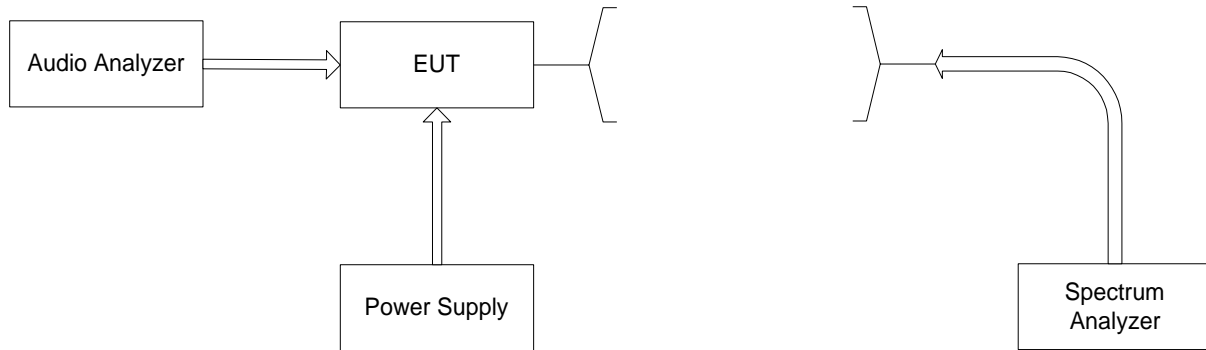 Audio Analyzer
EUT
Power Supply
Spectrum
Analyzer